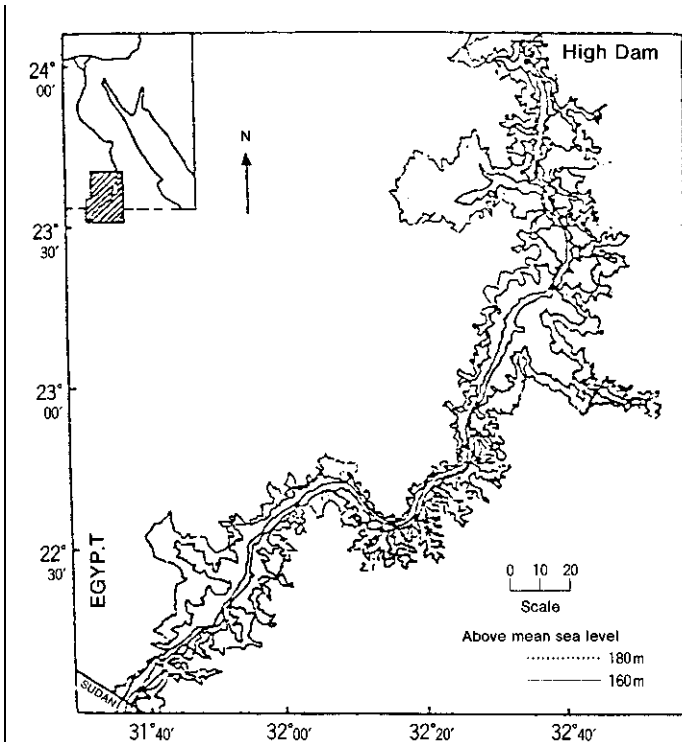 High Dam
24°
00'
N
23°
30'
23°
00'
22°
30'
EGYP.T
0 10 20
Scale
Above mean sea level
180m
160m
SUDAN
31°40' 32°00' 32°20' 32°40'